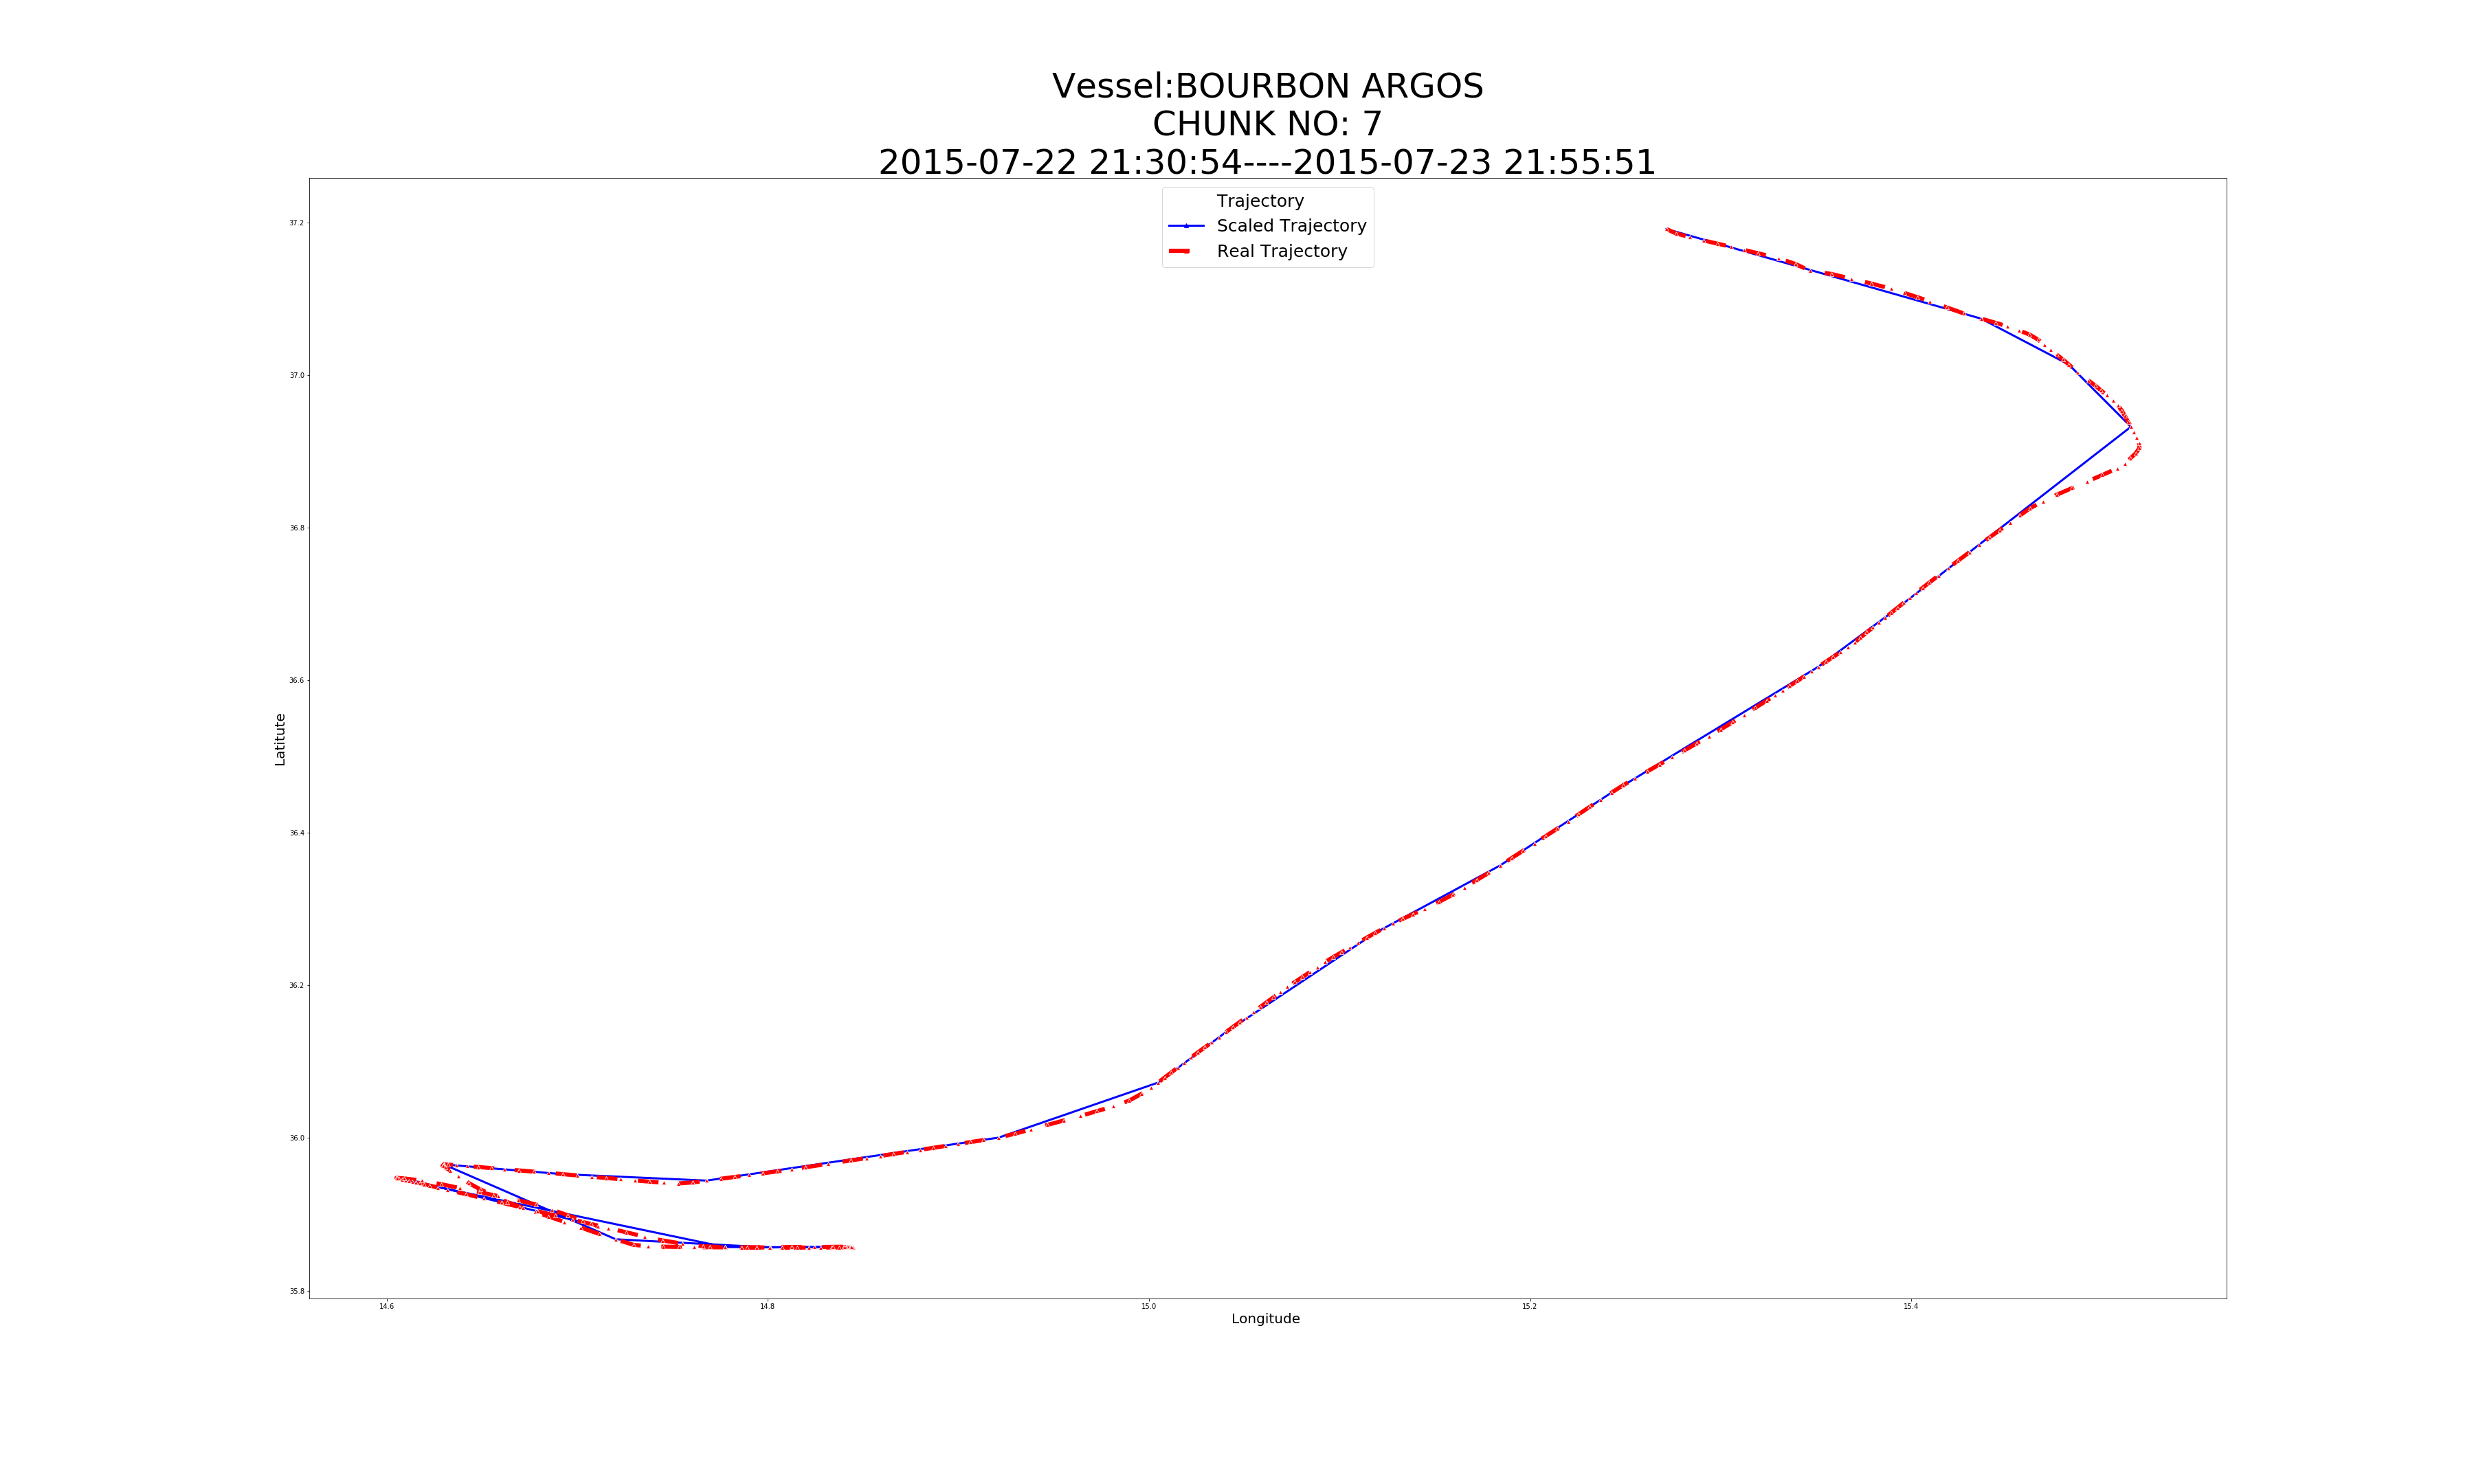 Vessel:BOURBON ARGOS
CHUNK NO: 7
2015-07-22 21:30:54----2015-07-23 21:55:51
Trajectory
Scaled Trajectory
Real Trajectory
37.2
37.0
36.8
36.6
36.4
36.2
36.0
35.8
Latitute
14.6 14.8 15.0 15.2 15.4
Longitude